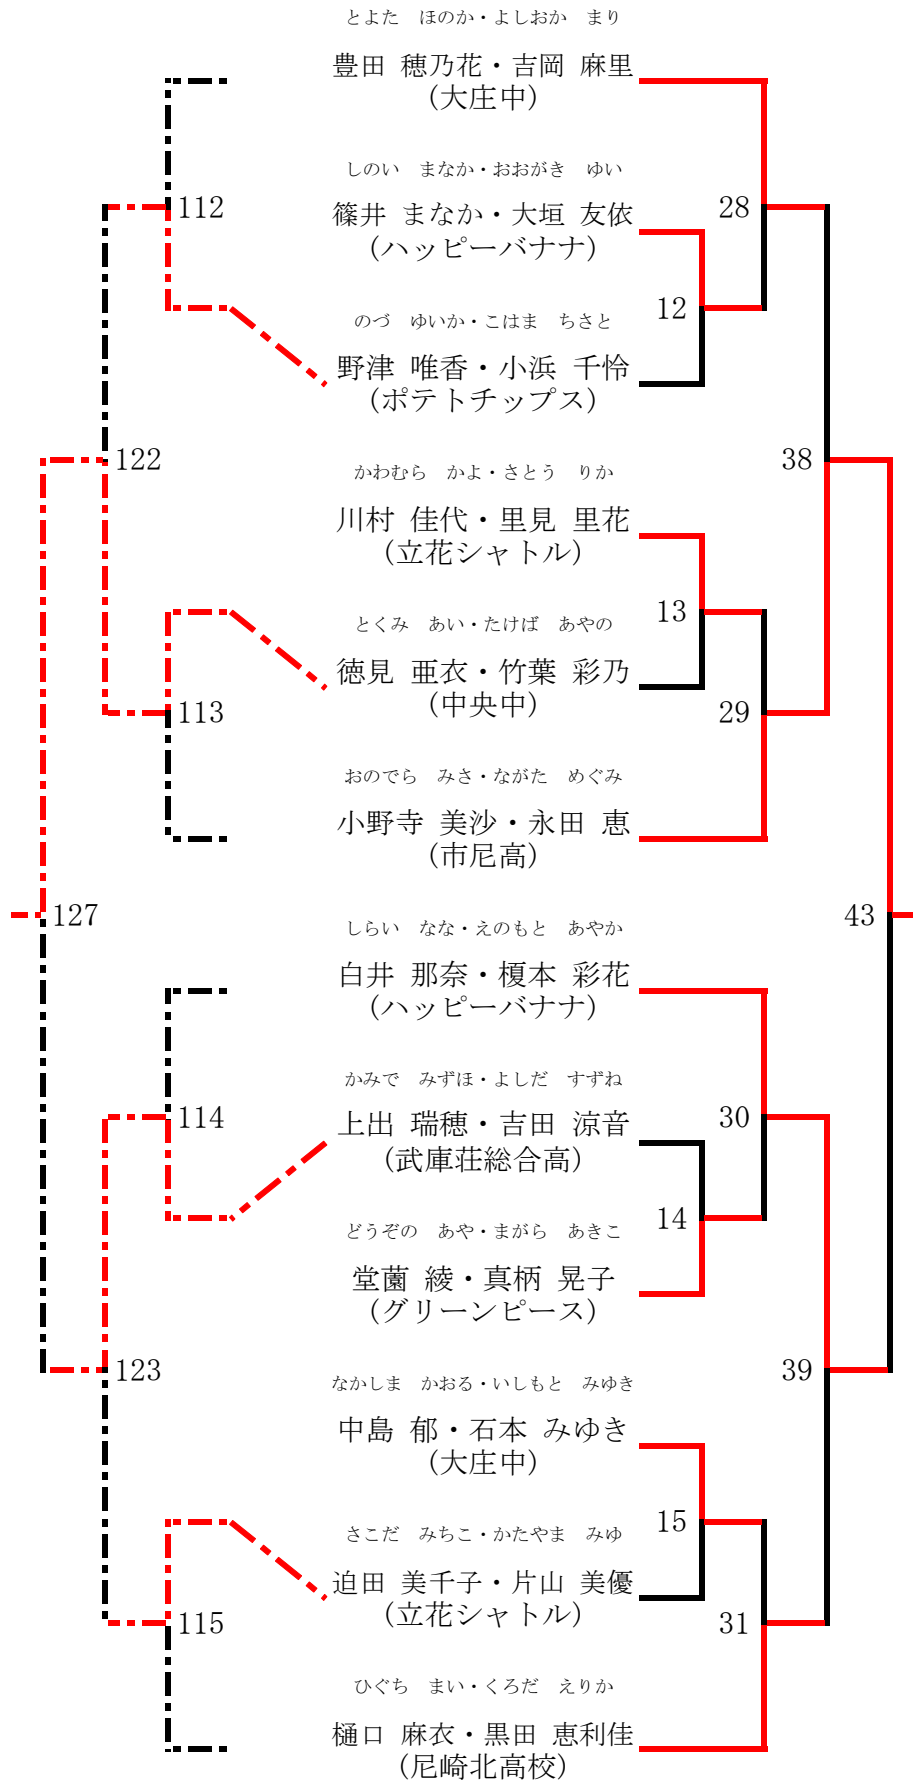 とよた　ほのか・よしおか　まり
豊田 穂乃花・吉岡 麻里
(大庄中)
しのい　まなか・おおがき　ゆい
112
28
篠井 まなか・大垣 友依
(ハッピーバナナ)
12
のづ　ゆいか・こはま　ちさと
野津 唯香・小浜 千怜
(ポテトチップス)
122
38
かわむら　かよ・さとう　りか
川村 佳代・里見 里花
(立花シャトル)
13
とくみ　あい・たけば　あやの
徳見 亜衣・竹葉 彩乃
(中央中)
113
29
おのでら　みさ・ながた　めぐみ
小野寺 美沙・永田 恵
(市尼高)
127
43
しらい　なな・えのもと　あやか
白井 那奈・榎本 彩花
(ハッピーバナナ)
かみで　みずほ・よしだ　すずね
114
30
上出 瑞穂・吉田 涼音
(武庫荘総合高)
14
どうぞの　あや・まがら　あきこ
堂薗 綾・真柄 晃子
(グリーンピース)
123
39
なかしま　かおる・いしもと　みゆき
中島 郁・石本 みゆき
(大庄中)
15
さこだ　みちこ・かたやま　みゆ
迫田 美千子・片山 美優
(立花シャトル)
115
31
ひぐち　まい・くろだ　えりか
樋口 麻衣・黒田 恵利佳
(尼崎北高校)